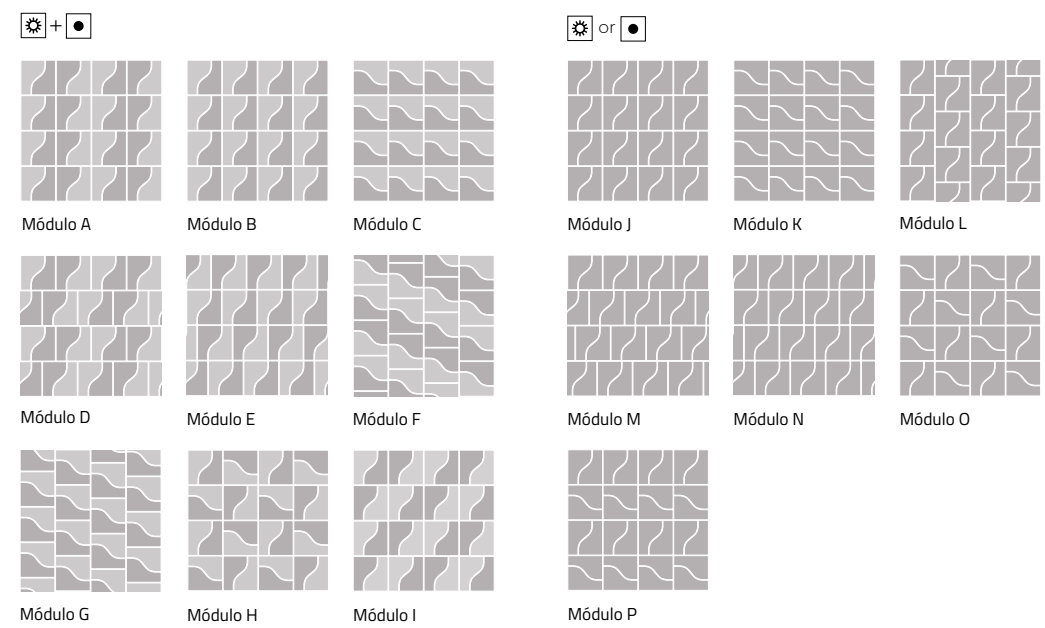 +
or
Módulo A
Módulo B
Módulo C
Módulo J
Módulo K
Módulo L
Módulo D
Módulo E
Módulo F
Módulo M
Módulo N
Módulo O
Módulo G
Módulo H
Módulo I
Módulo P